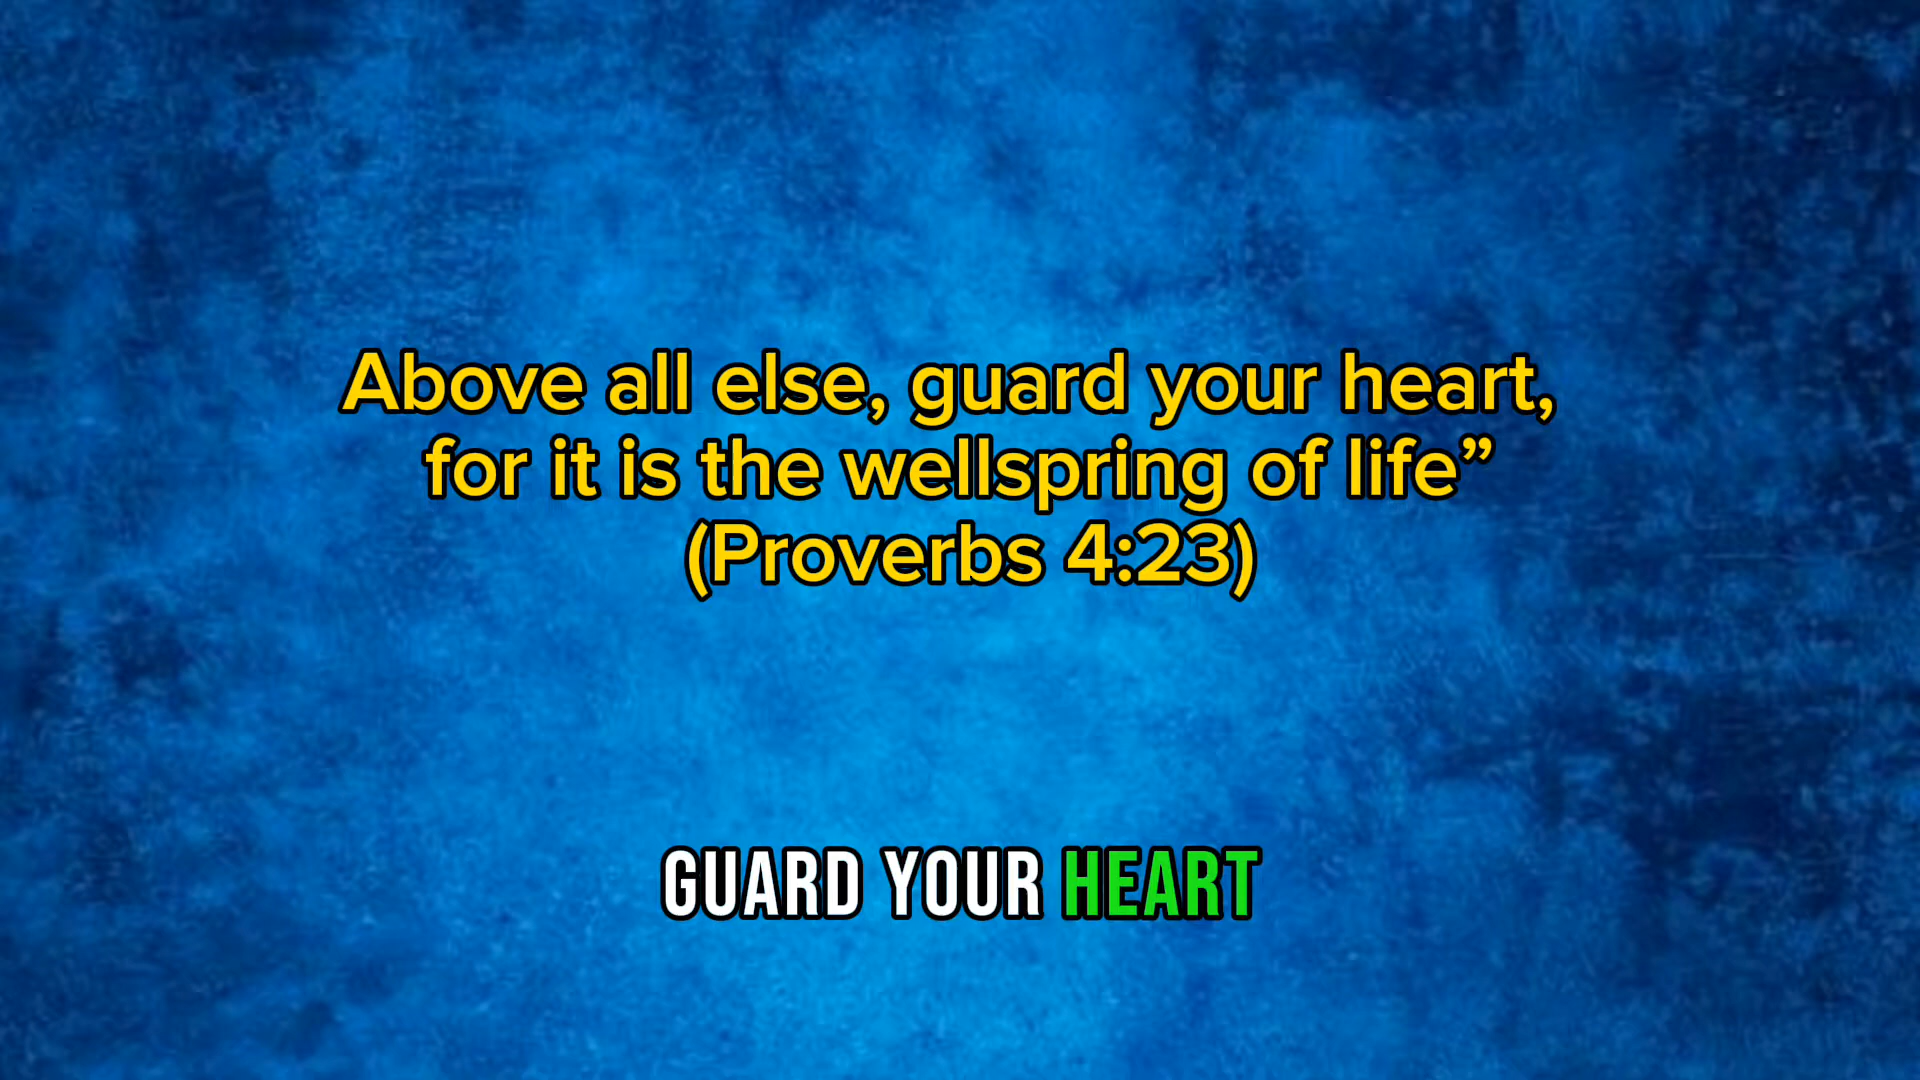 Above all else, guard your heart,
for it is the wellspring of life”
(Proverbs 4:23)
GUARD YOUR HEART